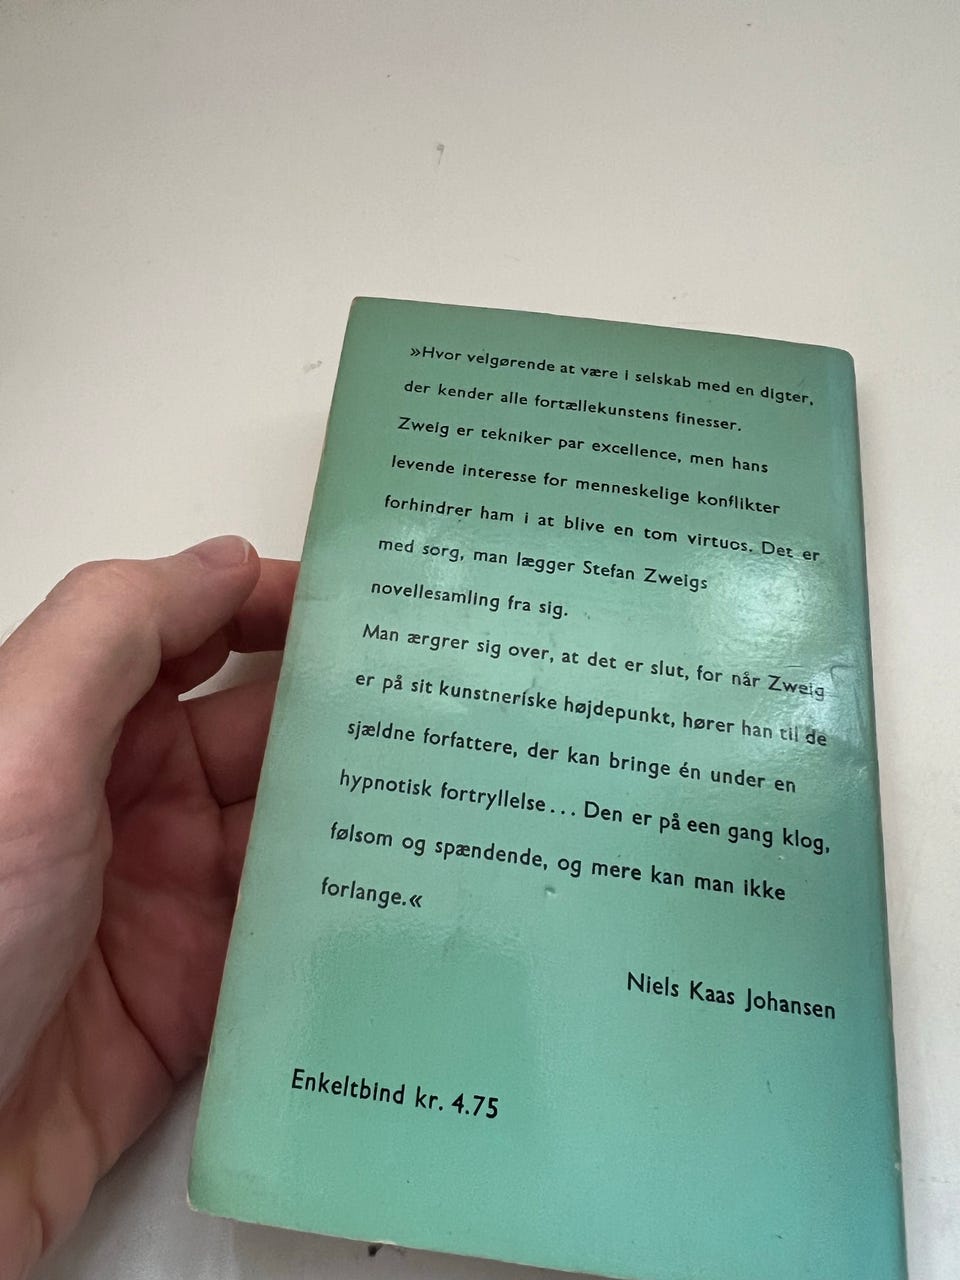 »Hvor velgørende at være i selskab med en digter,
der kender alle fortællekunstens finesser.
Zweig er tekniker par excellence, men hans
levende interesse for menneskelige konflikter
forhindrer ham i at blive en tom virtuos. Det er
med sorg, man lægger Stefan Zweigs
novellesamling fra sig.
Man ærgrer sig over, at det er slut, for når Zweig
er på sit kunstneriske højdepunkt, hører han til de
sjældne forfattere, der kan bringe én under en
hypnotisk fortryllelse... Den er på een gang klog,
følsom og spændende, og mere kan man ikke
forlange.«
Niels Kaas Johansen
Enkeltbind kr. 4.75